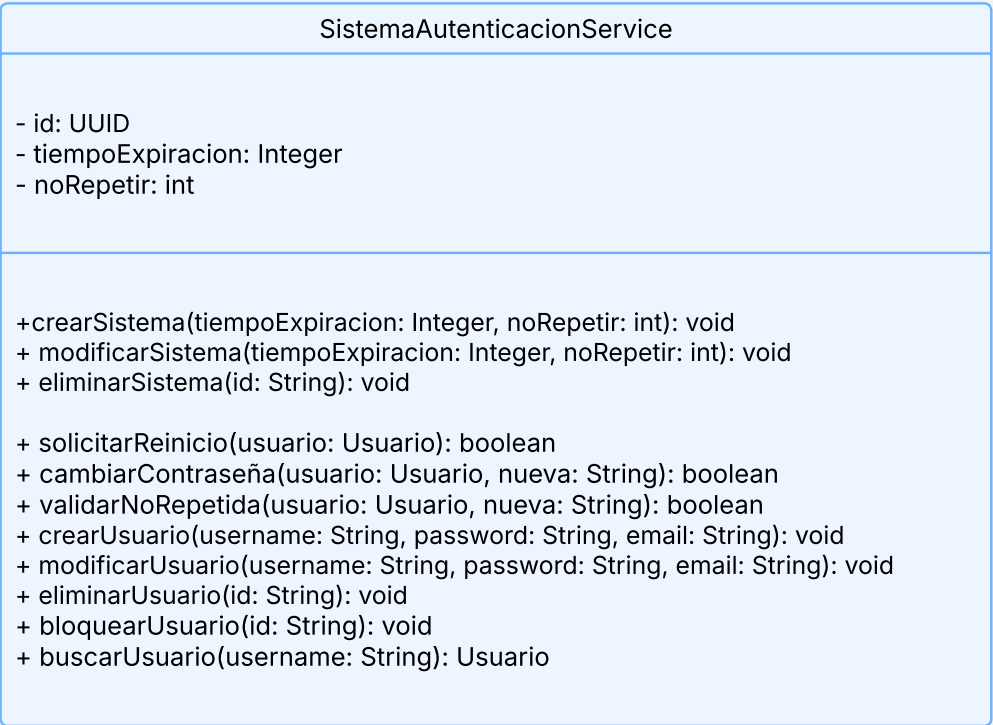 SistemaAutenticacionService
- id: UUID
- tiempoExpiracion: Integer
- noRepetir: int
+crearSistema(tiempoExpiracion: Integer, noRepetir: int): void
+ modificarSistema(tiempoExpiracion: Integer, noRepetir: int): void
+ eliminarSistema(id: String): void
+ solicitarReinicio(usuario: Usuario): boolean
+ cambiarContraseña(usuario: Usuario, nueva: String): boolean
+ validarNoRepetida(usuario: Usuario, nueva: String): boolean
+ crearUsuario(username: String, password: String, email: String): void
+ modificarUsuario(username: String, password: String, email: String): void
+ eliminarUsuario(id: String): void
+ bloquearUsuario(id: String): void
+ buscarUsuario(username: String): Usuario